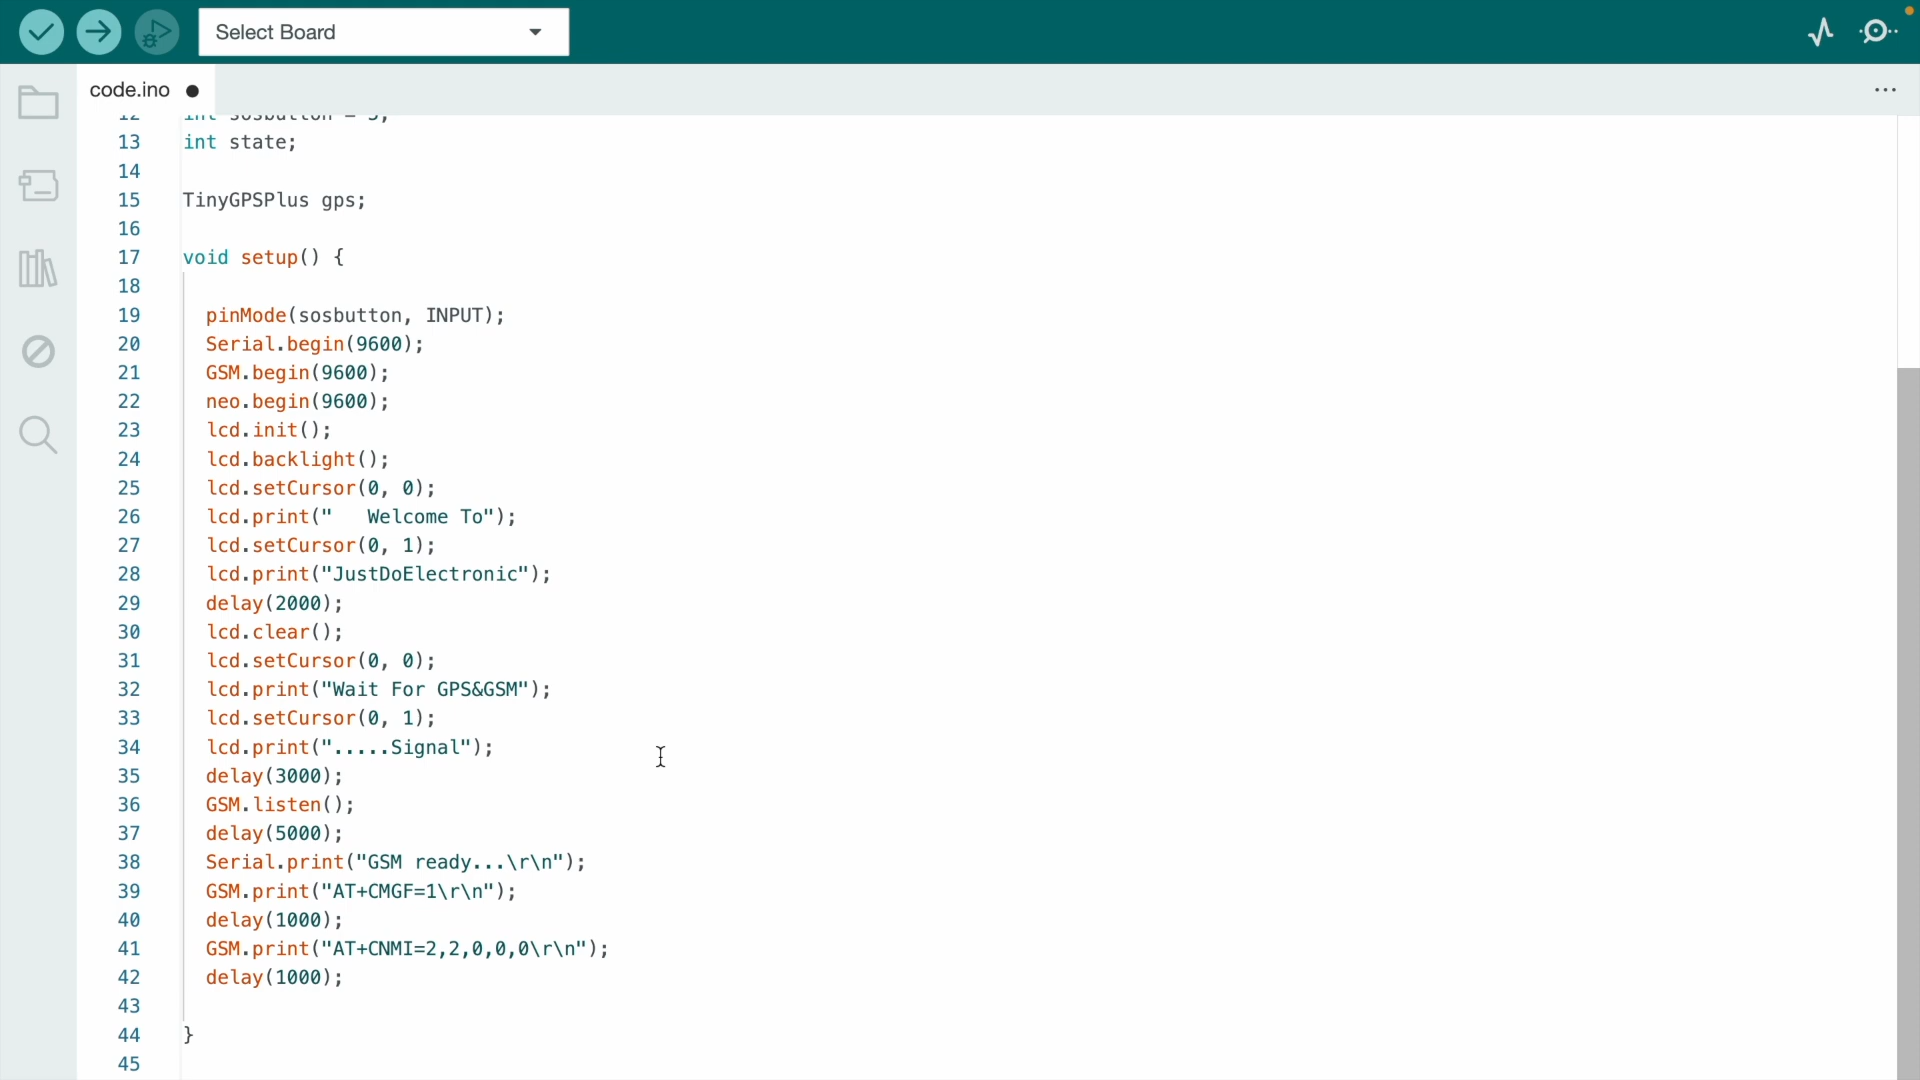 Select Board
code.ino
12 int sosbutton = 5;
13 int state;
14
15 TinyGPSPlus gps;
16
17 void setup() {
18
19 pinMode(sosbutton, INPUT);
20 Serial.begin(9600);
21 GSM.begin(9600);
22 neo.begin(9600);
23 lcd.init();
24 lcd.backlight();
25 lcd.setCursor(0, 0);
26 lcd.print("   Welcome To");
27 lcd.setCursor(0, 1);
28 lcd.print("JustDoElectronic");
29 delay(2000);
30 lcd.clear();
31 lcd.setCursor(0, 0);
32 lcd.print("Wait For GPS&GSM");
33 lcd.setCursor(0, 1);
34 lcd.print(".....Signal");
35 delay(3000);
36 GSM.listen();
37 delay(5000);
38 Serial.print("GSM ready...\r\n");
39 GSM.print("AT+CMGF=1\r\n");
40 delay(1000);
41 GSM.print("AT+CNMI=2,2,0,0,0\r\n");
42 delay(1000);
43
44 }
45